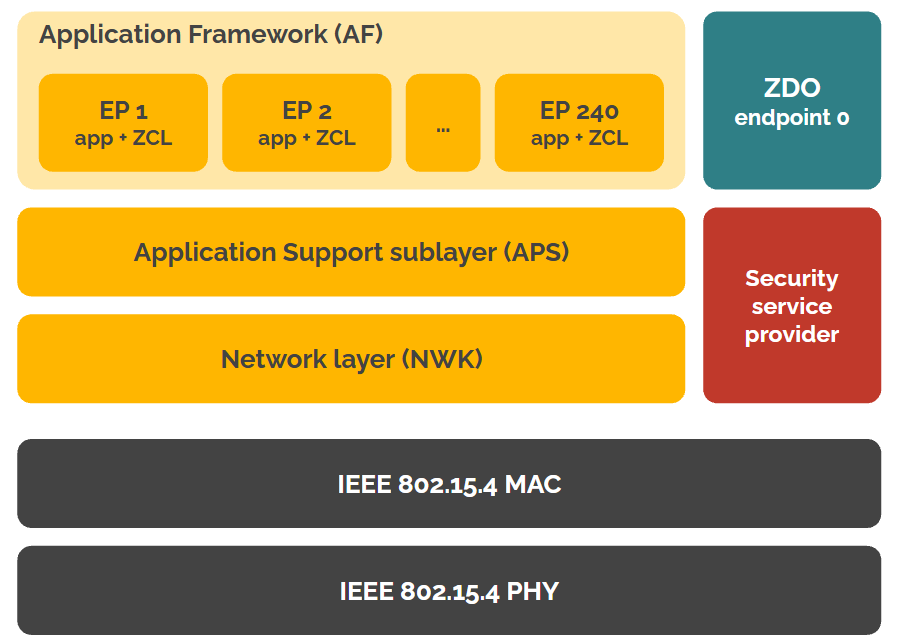 Application Framework (AF)
EP 1
app + ZCL
EP 2
app + ZCL
...
EP 240
app + ZCL
ZDO
endpoint 0
Application Support sublayer (APS)
Security
service
provider
Network layer (NWK)
IEEE 802.15.4 MAC
IEEE 802.15.4 PHY